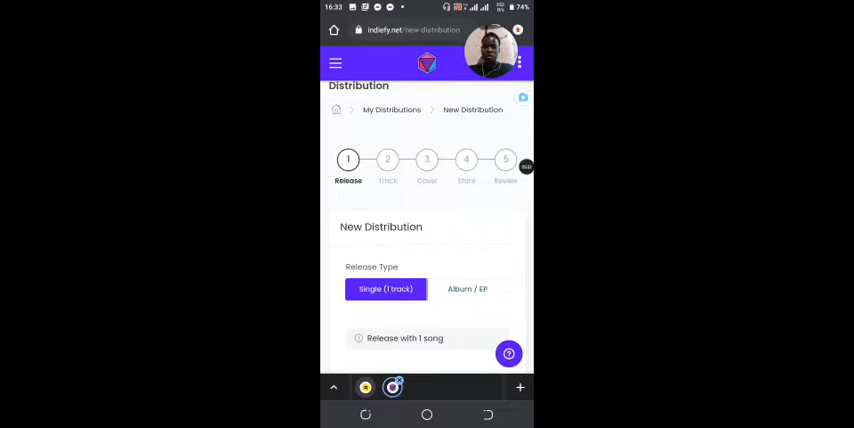 16:33
74%
indiefy.net/new-distribution
Distribution
My Distributions
New Distribution
1
2
3
4
5
Release
Track
Cover
Store
Review
New Distribution
Release Type
Single (1 track)
Album / EP
Release with 1 song